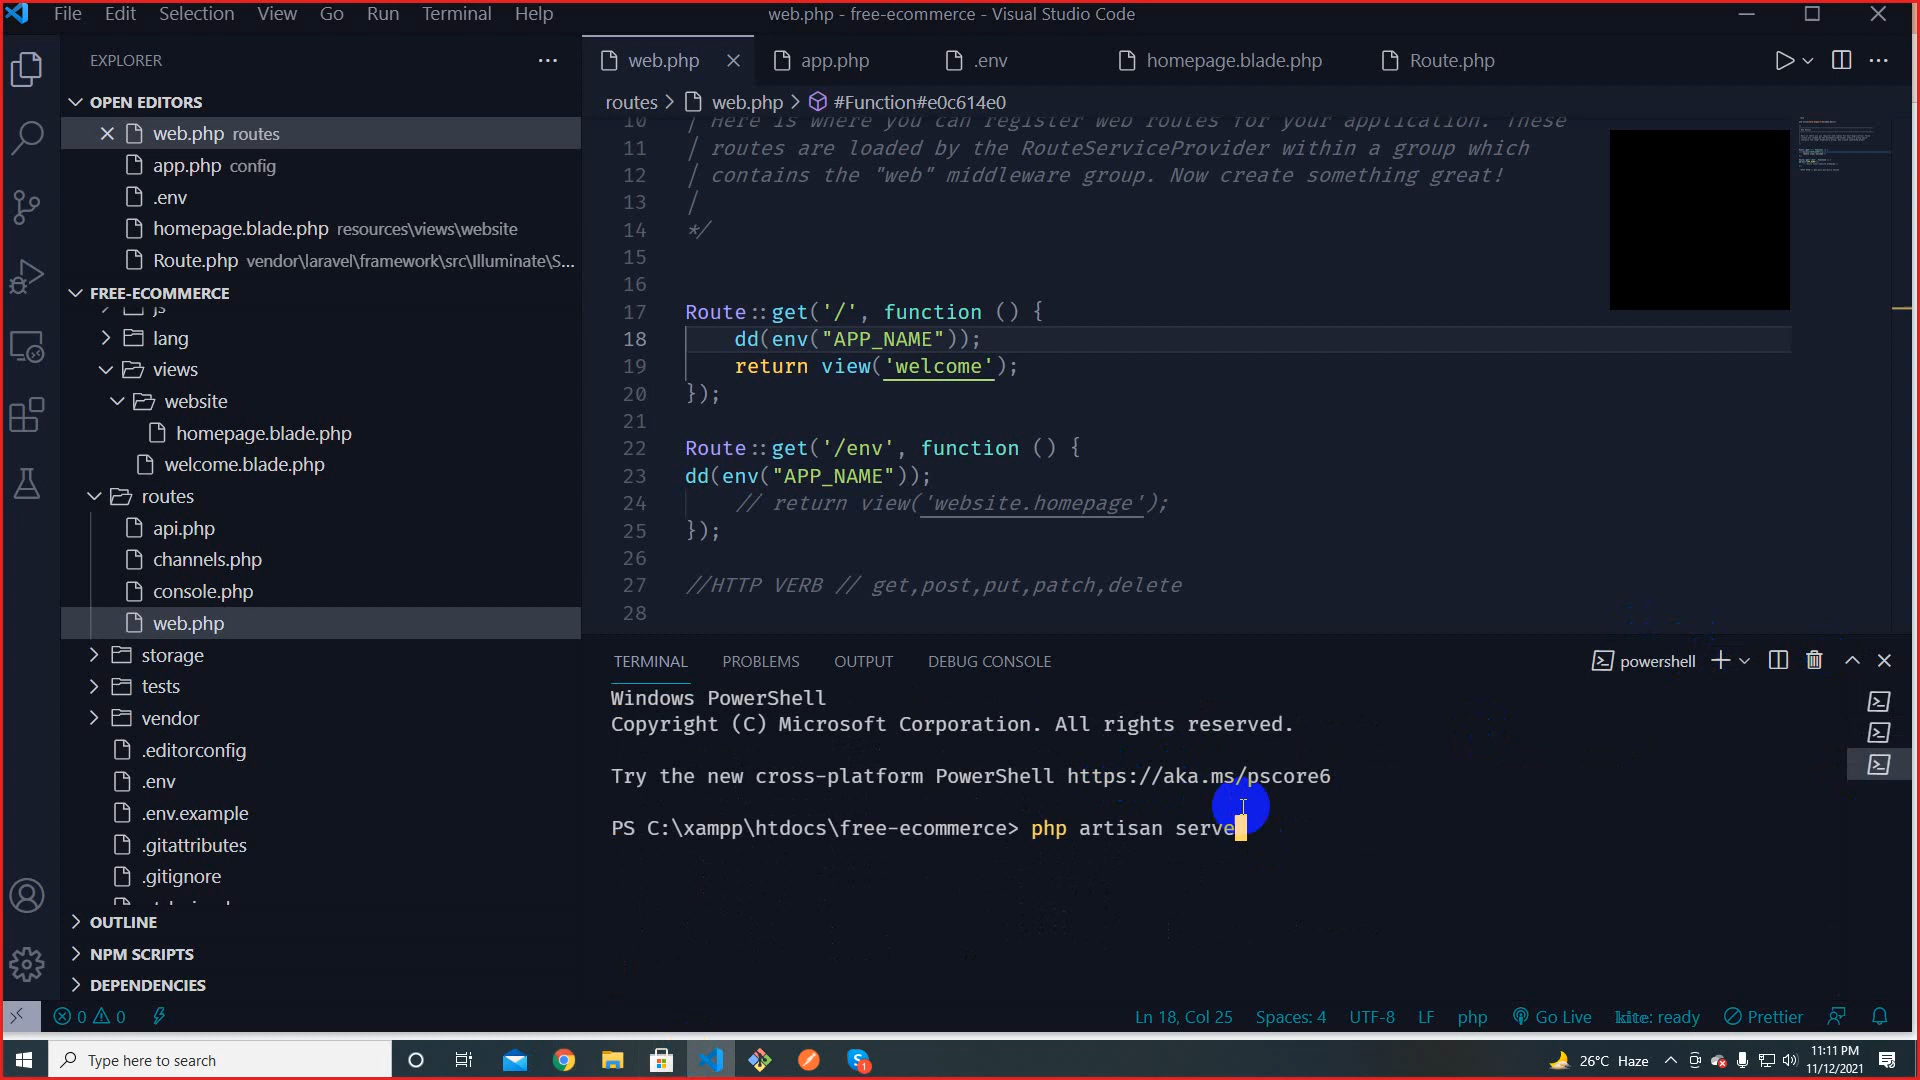 File Edit Selection View Go Run Terminal Help
web.php - free-ecommerce - Visual Studio Code
EXPLORER
OPEN EDITORS
web.php routes
app.php config
.env
homepage.blade.php resources\views\website
Route.php vendor\laravel\framework\src\Illuminate\S...
FREE-ECOMMERCE
js
lang
views
website
homepage.blade.php
welcome.blade.php
routes
api.php
channels.php
console.php
web.php
storage
tests
vendor
.editorconfig
.env
.env.example
.gitattributes
.gitignore
OUTLINE
NPM SCRIPTS
DEPENDENCIES
web.php app.php .env homepage.blade.php Route.php
routes > web.php > #Function#e0c614e0
10 | Here is where you can register web routes for your application. These
11 | routes are loaded by the RouteServiceProvider within a group which
12 | contains the "web" middleware group. Now create something great!
13 |
14 */
15
16
17 Route::get('/', function () {
18 dd(env("APP_NAME"));
19 return view('welcome');
20 });
21
22 Route::get('/env', function () {
23 dd(env("APP_NAME"));
24 // return view('website.homepage');
25 });
26
27 //HTTP VERB // get,post,put,patch,delete
28
TERMINAL PROBLEMS OUTPUT DEBUG CONSOLE
powershell
Windows PowerShell
Copyright (C) Microsoft Corporation. All rights reserved.
Try the new cross-platform PowerShell https://aka.ms/pscore6
PS C:\xampp\htdocs\free-ecommerce> php artisan serve
0 0
Ln 18, Col 25 Spaces: 4 UTF-8 LF php Go Live kite: ready Prettier
Type here to search
1
26°C Haze
11:11 PM
11/12/2021